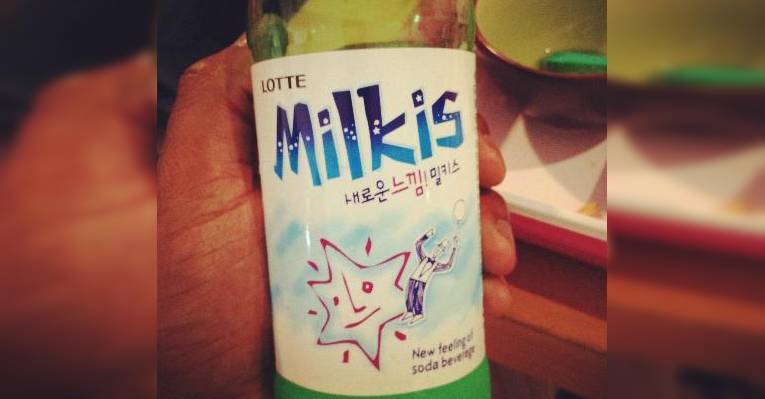 LOTTE
Milkis
새로운 느낌! 밀키스
New feeling of
soda beverage